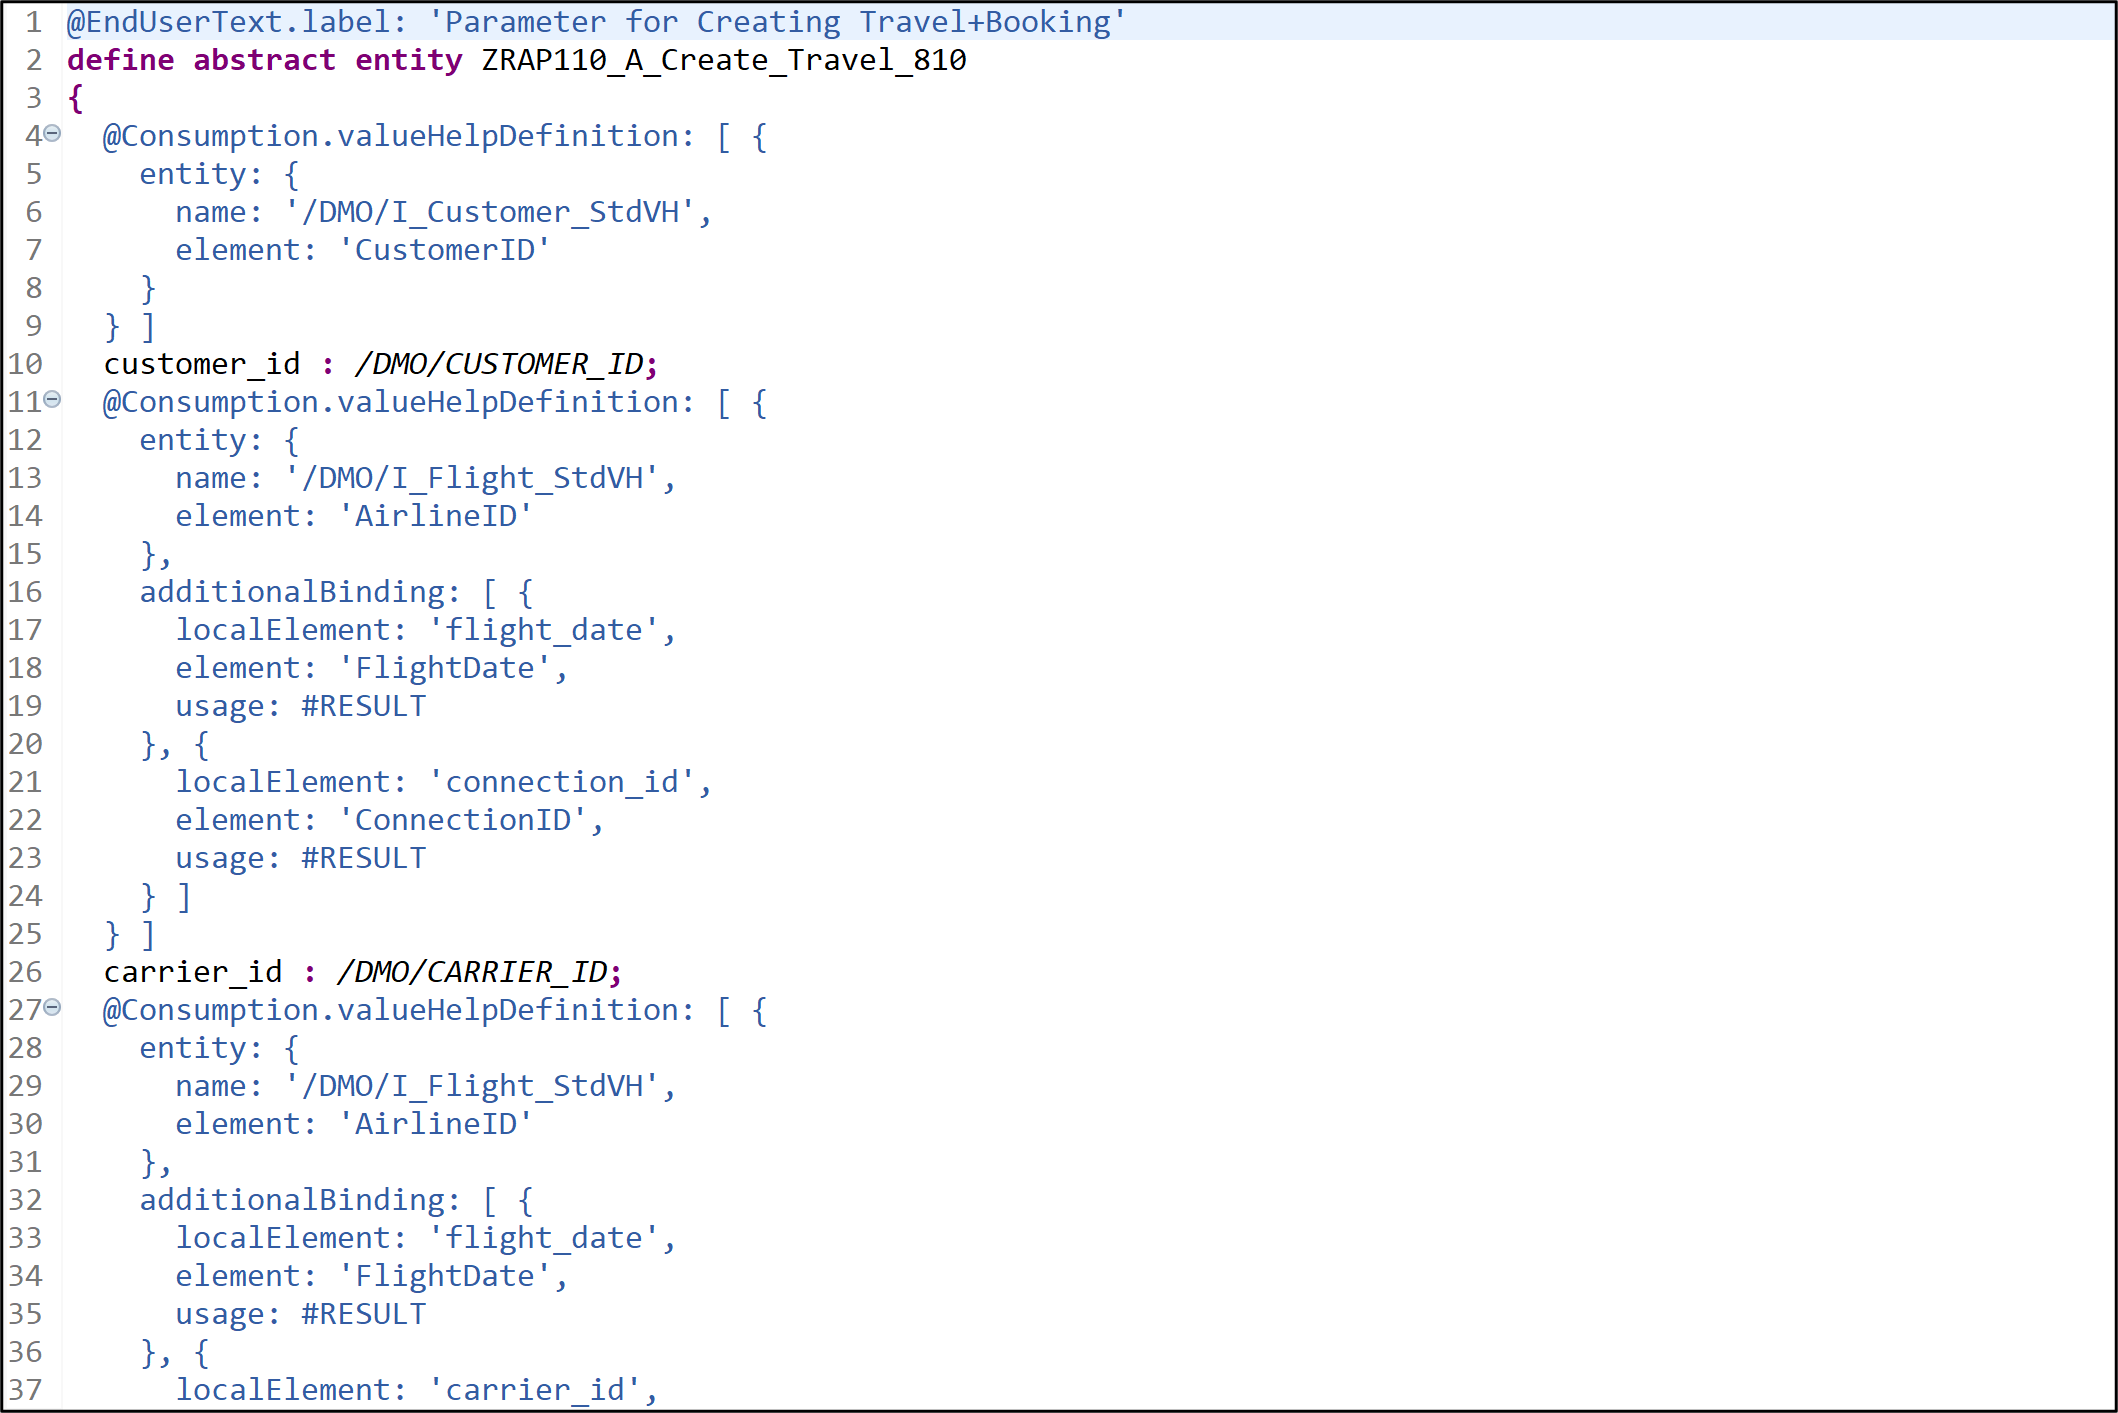 1 @EndUserText.label: 'Parameter for Creating Travel+Booking'
2 define abstract entity ZRAP110_A_Create_Travel_810
3 {
4 @Consumption.valueHelpDefinition: [ {
5 entity: {
6 name: '/DMO/I_Customer_StdVH',
7 element: 'CustomerID'
8 }
9 } ]
10 customer_id : /DMO/CUSTOMER_ID;
11 @Consumption.valueHelpDefinition: [ {
12 entity: {
13 name: '/DMO/I_Flight_StdVH',
14 element: 'AirlineID'
15 },
16 additionalBinding: [ {
17 localElement: 'flight_date',
18 element: 'FlightDate',
19 usage: #RESULT
20 }, {
21 localElement: 'connection_id',
22 element: 'ConnectionID',
23 usage: #RESULT
24 } ]
25 } ]
26 carrier_id : /DMO/CARRIER_ID;
27 @Consumption.valueHelpDefinition: [ {
28 entity: {
29 name: '/DMO/I_Flight_StdVH',
30 element: 'AirlineID'
31 },
32 additionalBinding: [ {
33 localElement: 'flight_date',
34 element: 'FlightDate',
35 usage: #RESULT
36 }, {
37 localElement: 'carrier_id',